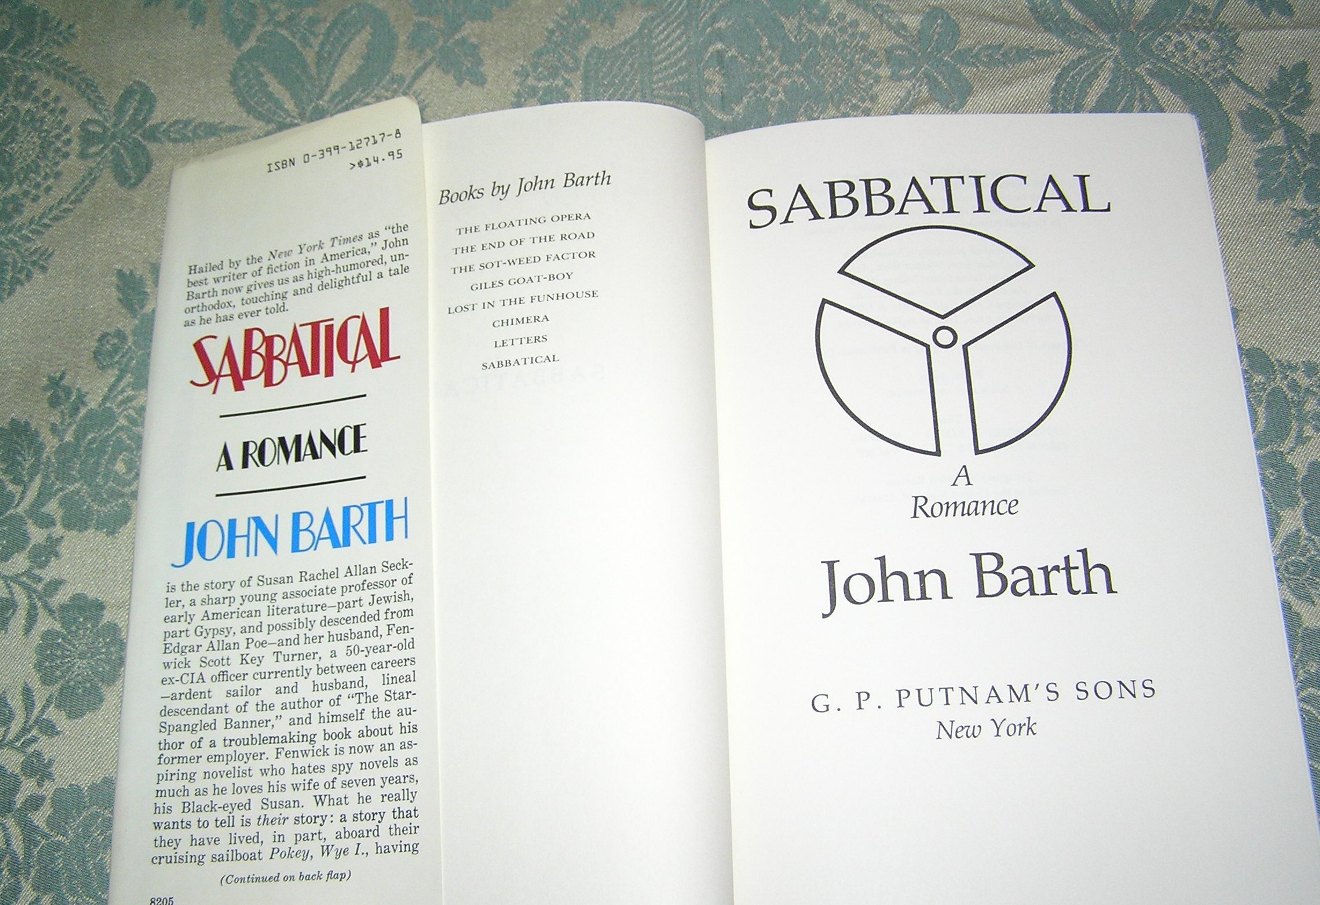 ISBN 0-399-12717-8
>$14.95
Hailed by the New York Times as “the
best writer of fiction in America,” John
Barth now gives us as high-humored, un-
orthodox, touching and delightful a tale
as he has ever told.
SABBATICAL
A ROMANCE
JOHN BARTH
is the story of Susan Rachel Allan Seck-
ler, a sharp young associate professor of
early American literature—part Jewish,
part Gypsy, and possibly descended from
Edgar Allan Poe—and her husband, Fen-
wick Scott Key Turner, a 50-year-old
ex-CIA officer currently between careers
—ardent sailor and husband, lineal
descendant of the author of “The Star-
Spangled Banner,” and himself the au-
thor of a troublemaking book about his
former employer. Fenwick is now an as-
piring novelist who hates spy novels as
much as he loves his wife of seven years,
his Black-eyed Susan. What he really
wants to tell is their story: a story that
they have lived, in part, aboard their
cruising sailboat Pokey, Wye I., having
(Continued on back flap)
8205
Books by John Barth
THE FLOATING OPERA
THE END OF THE ROAD
THE SOT-WEED FACTOR
GILES GOAT-BOY
LOST IN THE FUNHOUSE
CHIMERA
LETTERS
SABBATICAL
SABBATICAL
A
Romance
John Barth
G. P. PUTNAM’S SONS
New York